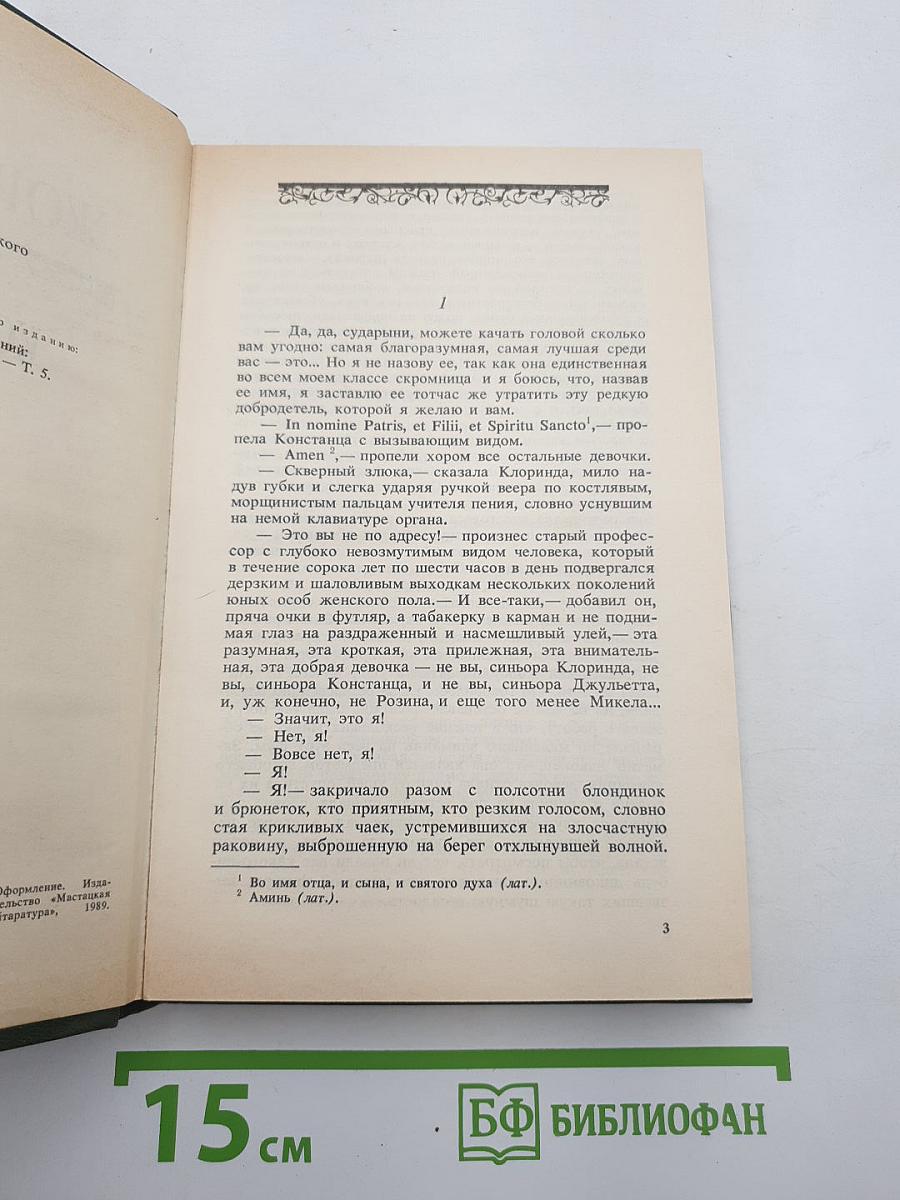 кого
о изданию:
ний:
— Т. 5.
Оформление. Изда-
ельство «Мастацкая
ітаратура», 1989.
1
— Да, да, сударыни, можете качать головой сколько
вам угодно: самая благоразумная, самая лучшая среди
вас — это... Но я не назову ее, так как она единственная
во всем моем классе скромница и я боюсь, что, назвав
ее имя, я заставлю ее тотчас же утратить эту редкую
добродетель, которой я желаю и вам.
— In nomine Patris, et Filii, et Spiritu Sancto¹,— про-
пела Констанца с вызывающим видом.
— Amen ²,— пропели хором все остальные девочки.
— Скверный злюка,— сказала Клоринда, мило на-
дув губки и слегка ударяя ручкой веера по костлявым,
морщинистым пальцам учителя пения, словно уснувшим
на немой клавиатуре органа.
— Это вы не по адресу!— произнес старый профес-
сор с глубоко невозмутимым видом человека, который
в течение сорока лет по шести часов в день подвергался
дерзким и шаловливым выходкам нескольких поколений
юных особ женского пола.— И все-таки,— добавил он,
пряча очки в футляр, а табакерку в карман и не подни-
мая глаз на раздраженный и насмешливый улей,— эта
разумная, эта кроткая, эта прилежная, эта вниматель-
ная, эта добрая девочка — не вы, синьора Клоринда, не
вы, синьора Констанца, и не вы, синьора Джульетта,
и, уж конечно, не Розина, и еще того менее Микела...
— Значит, это я!
— Нет, я!
— Вовсе нет, я!
— Я!
— Я!— закричало разом с полсотни блондинок
и брюнеток, кто приятным, кто резким голосом, словно
стая крикливых чаек, устремившихся на злосчастную
раковину, выброшенную на берег отхлынувшей волной.
¹ Во имя отца, и сына, и святого духа (лат.).
² Аминь (лат.).
3
15 см
БФ БИБЛИОФАН